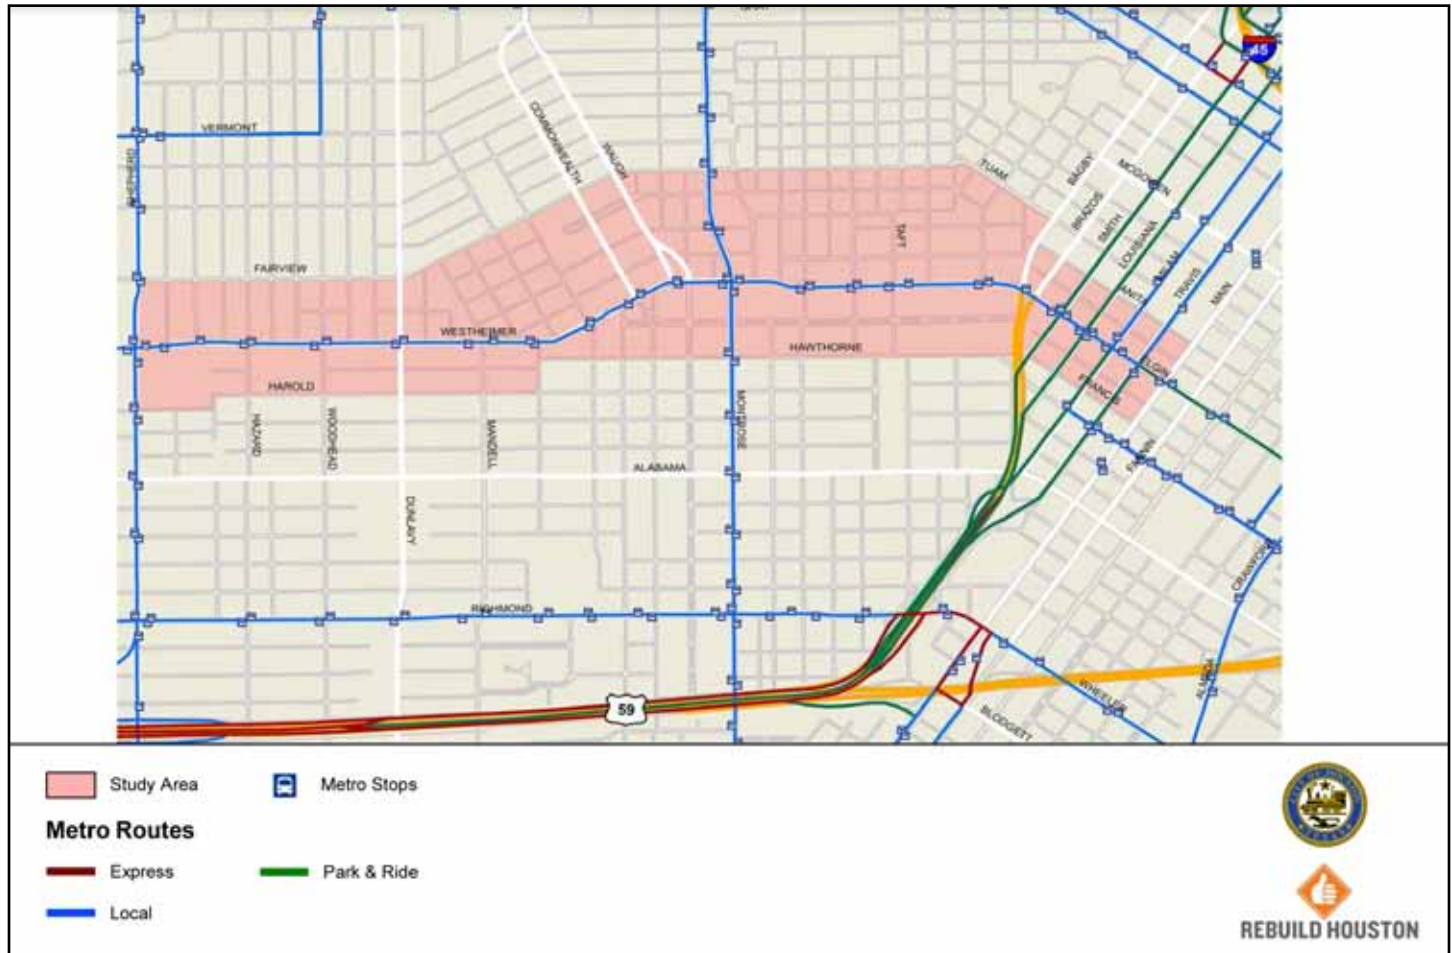 45
VERMONT
SHEPHERD
COMMONWEALTH
WAUGH
TUAM
BAGBY
MCGOWEN
BRAZOS
SMITH
LOUISIANA
TAFT
MILAM
TRAVIS
MAIN
ANITA
FAIRVIEW
WESTHEIMER
HAWTHORNE
ELGIN
HAROLD
FRANCIS
HAZARD
WOODHEAD
MANDELL
MONTROSE
FANNIN
ALABAMA
DUNLAVY
CRAWFORD
RICHMOND
ALMEDA
WHEELER
BLODGETT
59
Study Area
Metro Stops
Metro Routes
Express
Park & Ride
Local
REBUILD HOUSTON